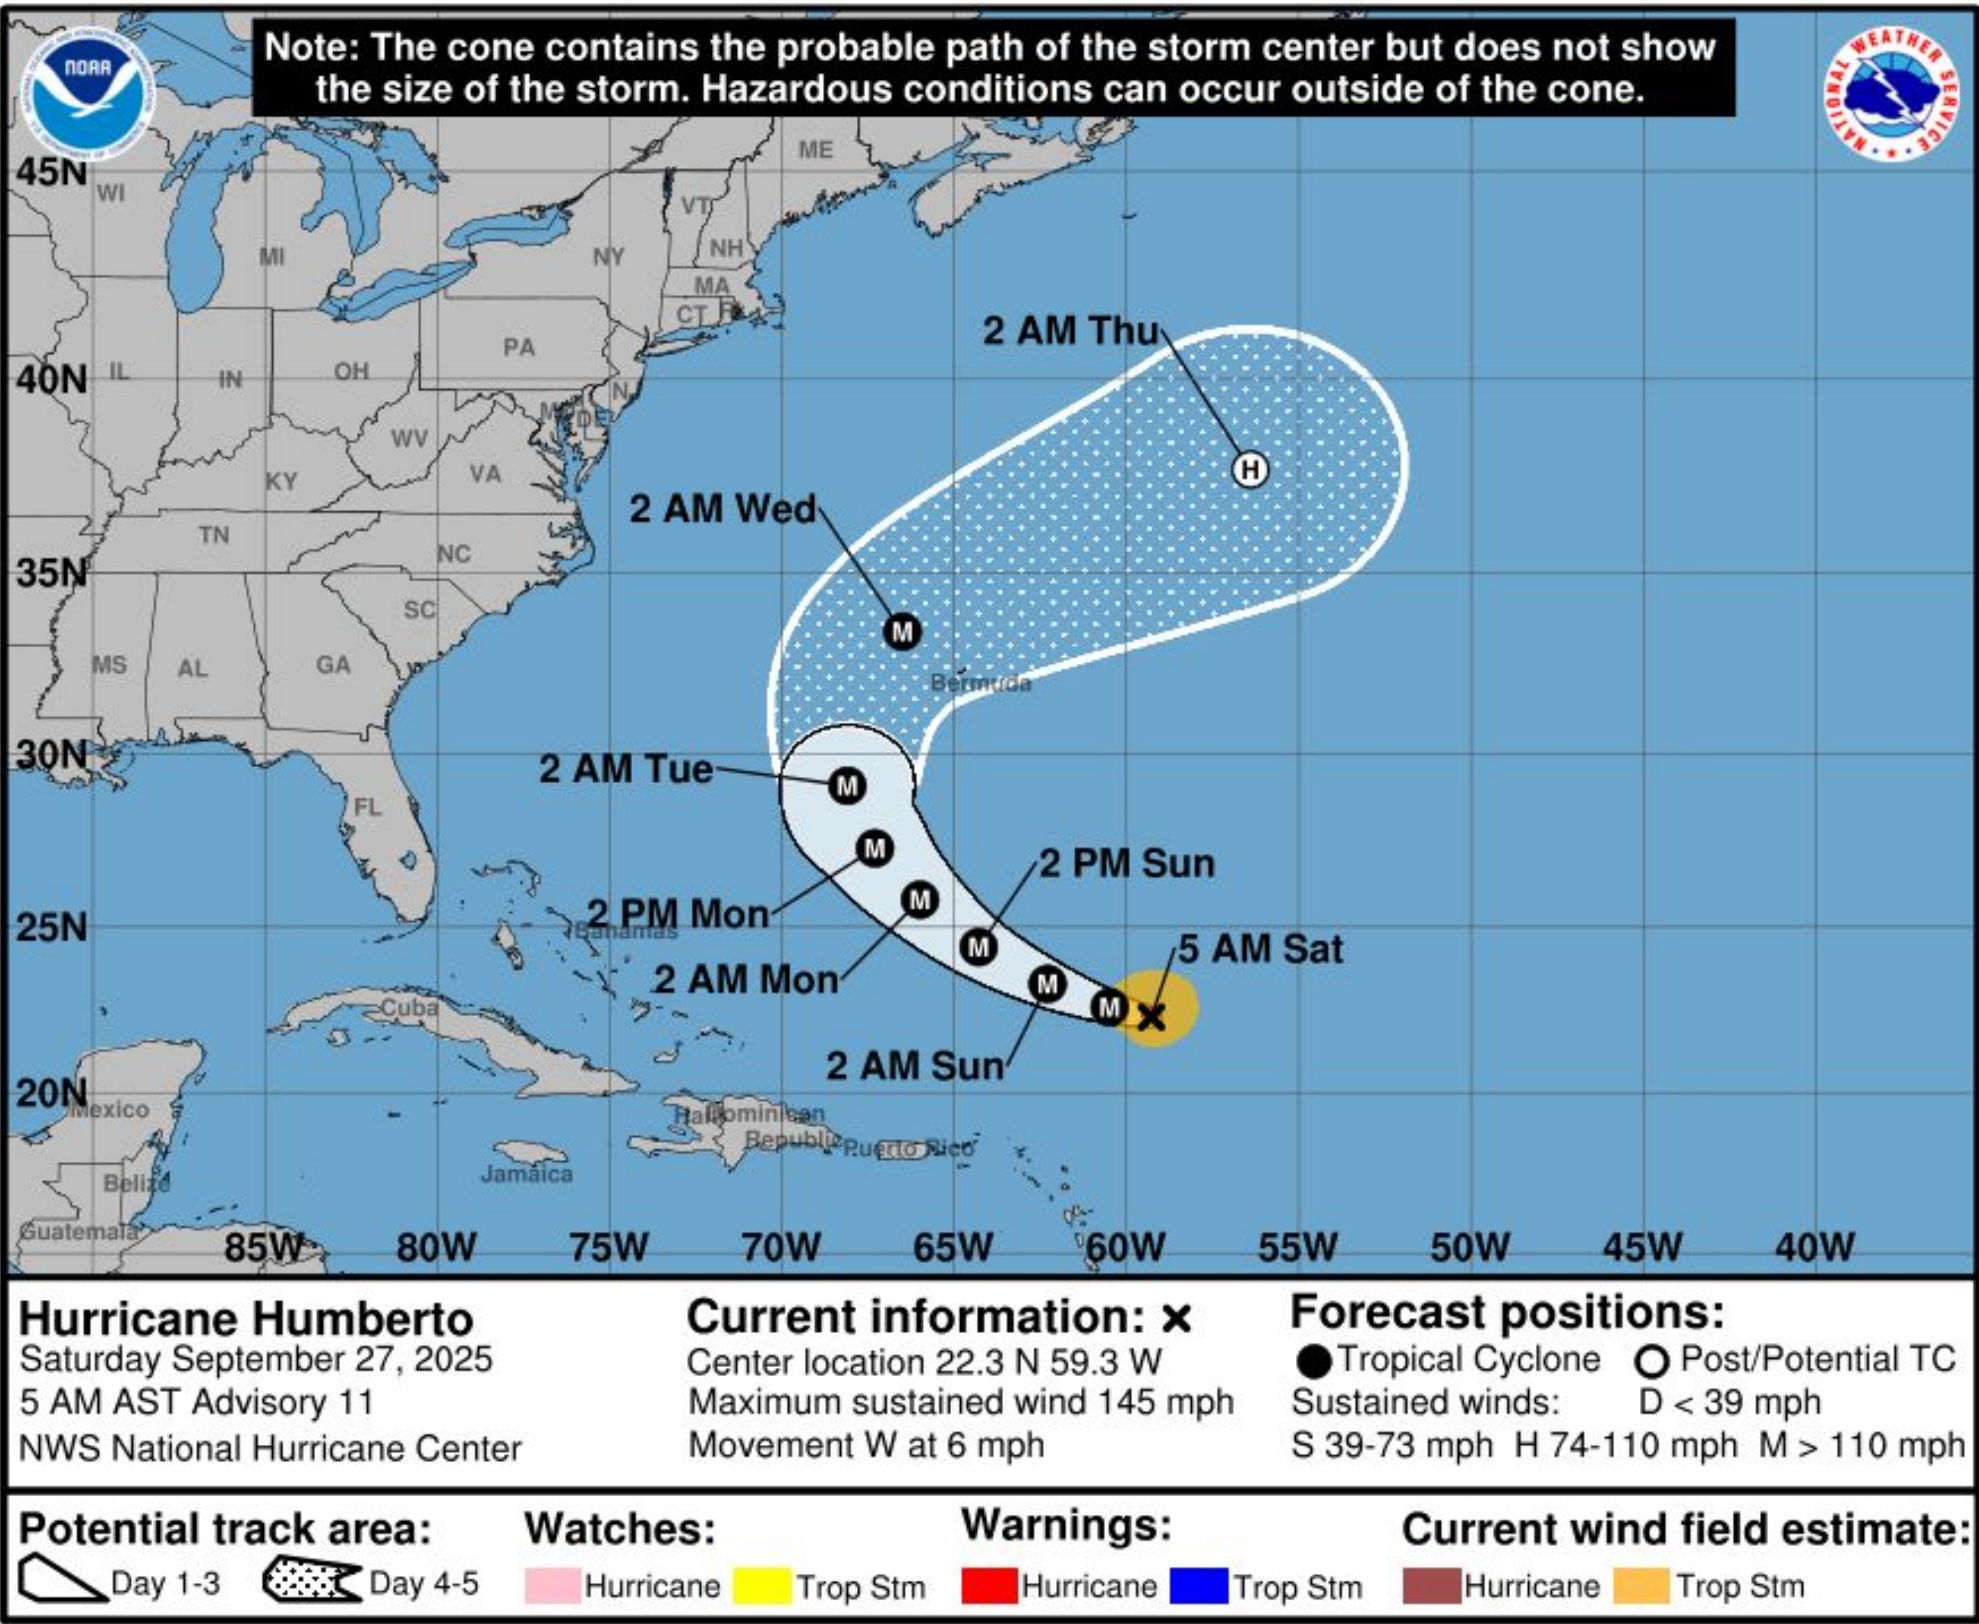 Note: The cone contains the probable path of the storm center but does not show
the size of the storm. Hazardous conditions can occur outside of the cone.
NOAA
NATIONAL WEATHER SERVICE
45N
40N
35N
30N
25N
20N
WI
MI
IL
IN
OH
PA
NY
VT
NH
ME
MA
CT
WV
VA
KY
TN
NC
SC
MS
AL
GA
FL
DE
2 AM Thu
H
2 AM Wed
M
Bermuda
2 AM Tue
M
M
2 PM Mon
M
2 AM Mon
2 PM Sun
M
M
2 AM Sun
M
5 AM Sat
Bahamas
Cuba
Mexico
Belize
Guatemala
Jamaica
Haiti
Dominican
Republic
Puerto Rico
85W 80W 75W 70W 65W 60W 55W 50W 45W 40W
Hurricane Humberto
Saturday September 27, 2025
5 AM AST Advisory 11
NWS National Hurricane Center
Current information: x
Center location 22.3 N 59.3 W
Maximum sustained wind 145 mph
Movement W at 6 mph
Forecast positions:
Tropical Cyclone Post/Potential TC
Sustained winds: D < 39 mph
S 39-73 mph H 74-110 mph M > 110 mph
Potential track area:
Day 1-3 Day 4-5
Watches:
Hurricane Trop Stm
Warnings:
Hurricane Trop Stm
Current wind field estimate:
Hurricane Trop Stm